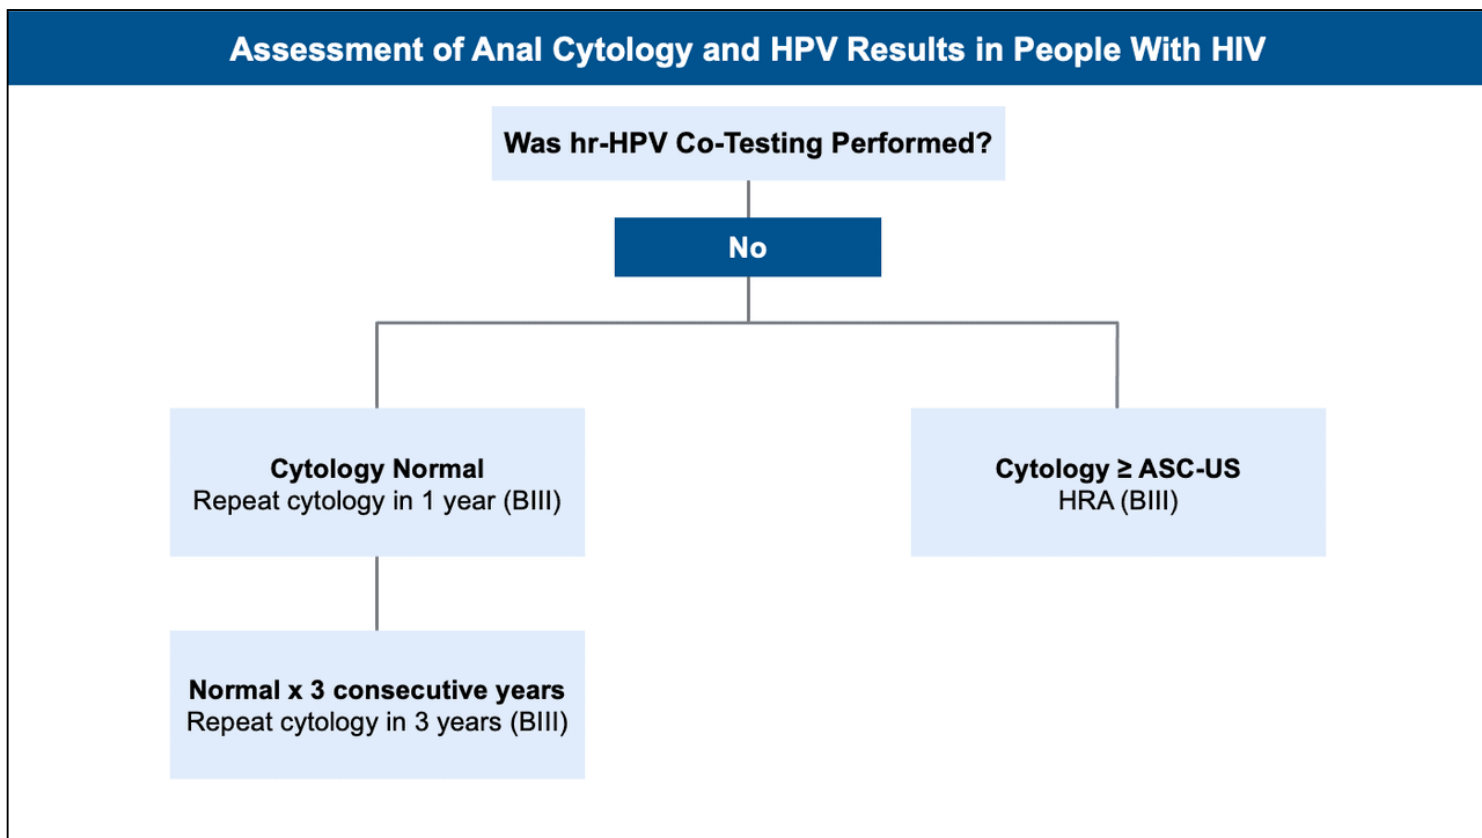 Assessment of Anal Cytology and HPV Results in People With HIV
Was hr-HPV Co-Testing Performed?
No
Cytology Normal
Repeat cytology in 1 year (BIII)
Cytology ≥ ASC-US
HRA (BIII)
Normal x 3 consecutive years
Repeat cytology in 3 years (BIII)